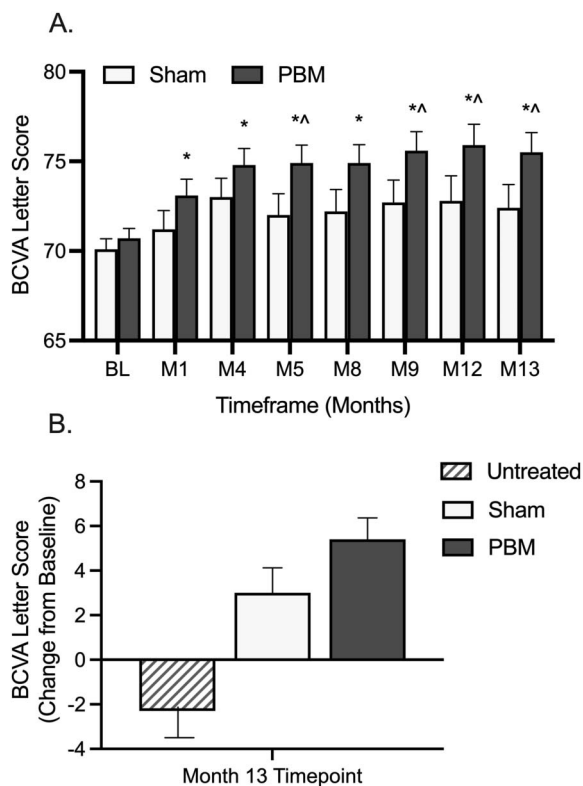 A.
Sham PBM
80
75
70
65
BCVA Letter Score
* * *^ * *^ *^ *^
BL M1 M4 M5 M8 M9 M12 M13
Timeframe (Months)
B.
Untreated
Sham
PBM
8
6
4
2
0
-2
-4
BCVA Letter Score
(Change from Baseline)
Month 13 Timepoint